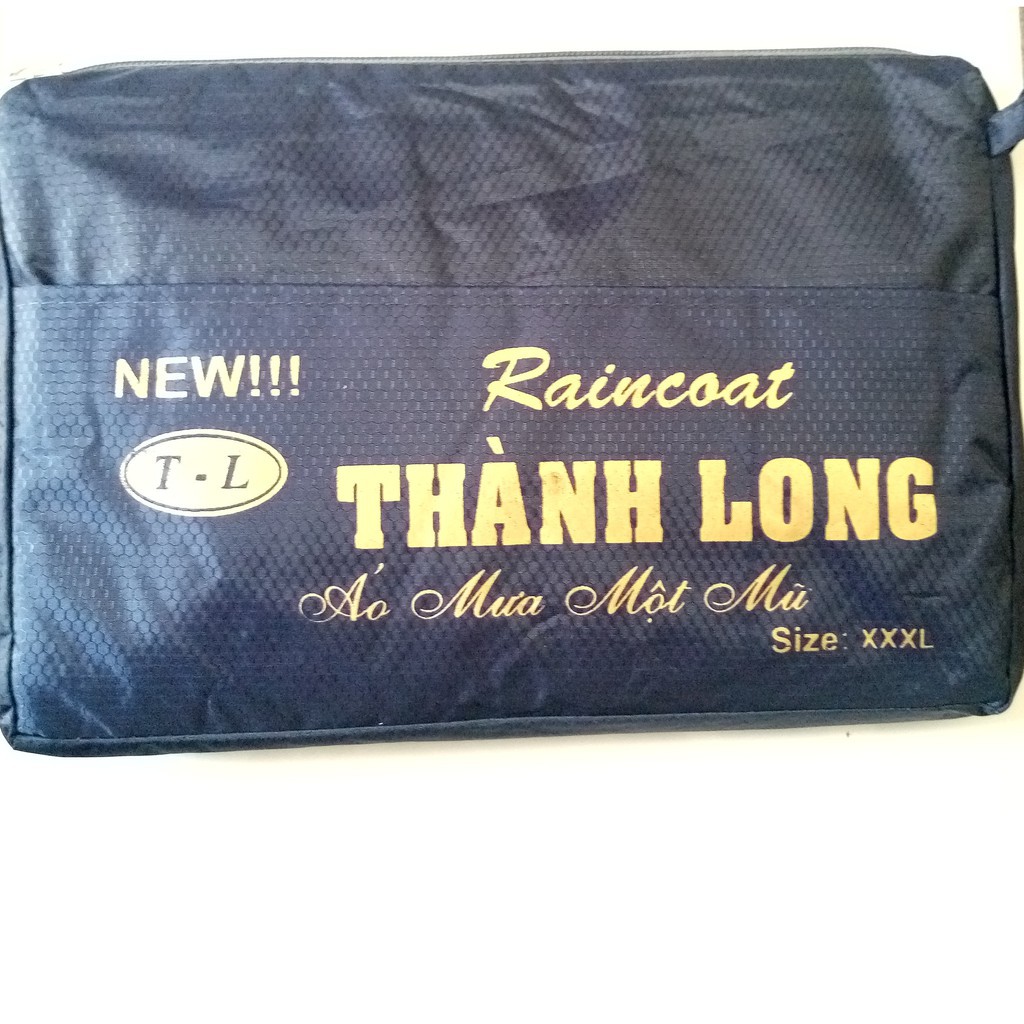 NEW!!!
Raincoat
T - L
THÀNH LONG
Áo Mưa Một Mũ
Size: XXXL